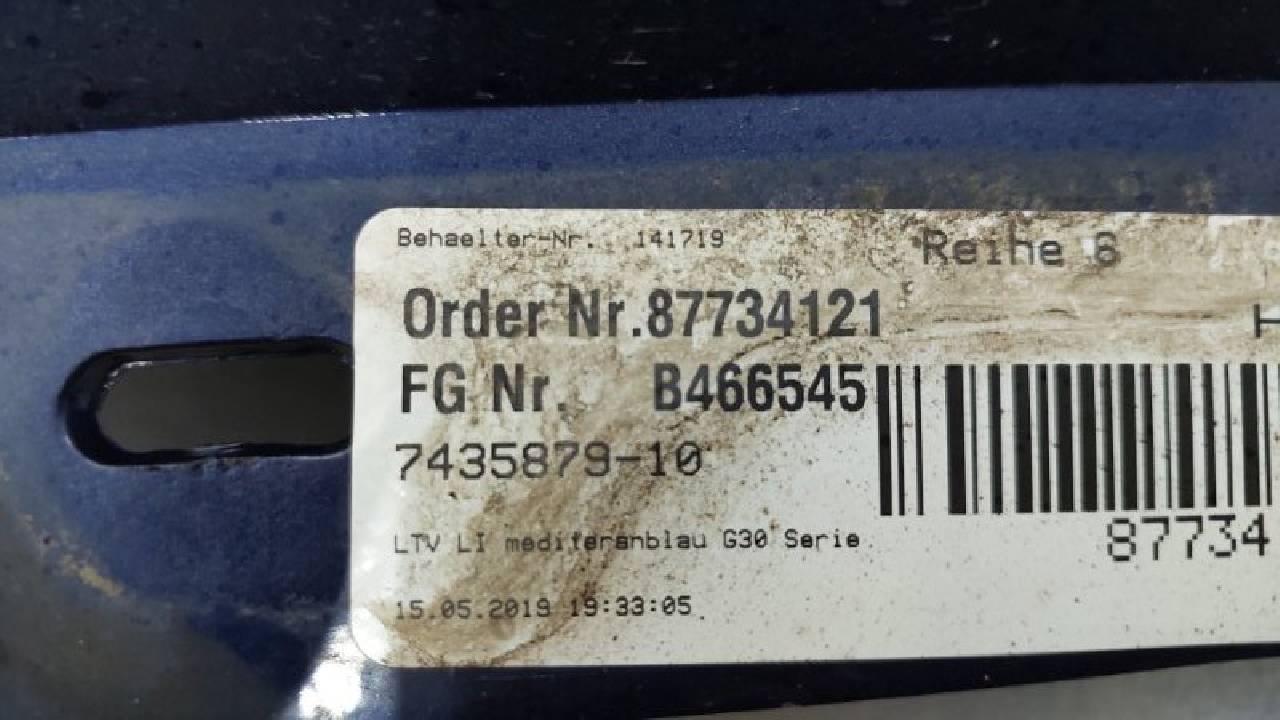 Behaelter-Nr. 141719
Reihe 6
Order Nr.87734121
FG Nr. B466545
7435879-10
87734
LTV LI mediteranblau G30 Serie
15.05.2019 19:33:05